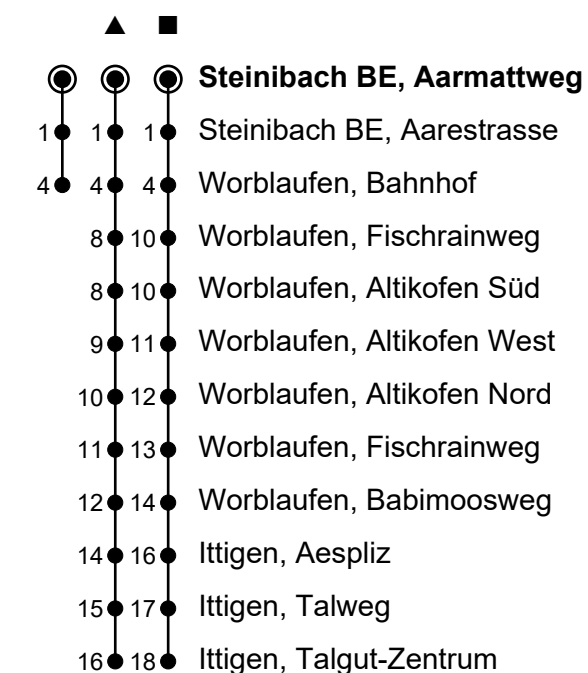 ▲ ■
Steinibach BE, Aarmattweg
1 1 1 Steinibach BE, Aarestrasse
4 4 4 Worblaufen, Bahnhof
8 10 Worblaufen, Fischrainweg
8 10 Worblaufen, Altikofen Süd
9 11 Worblaufen, Altikofen West
10 12 Worblaufen, Altikofen Nord
11 13 Worblaufen, Fischrainweg
12 14 Worblaufen, Babimoosweg
14 16 Ittigen, Aespliz
15 17 Ittigen, Talweg
16 18 Ittigen, Talgut-Zentrum